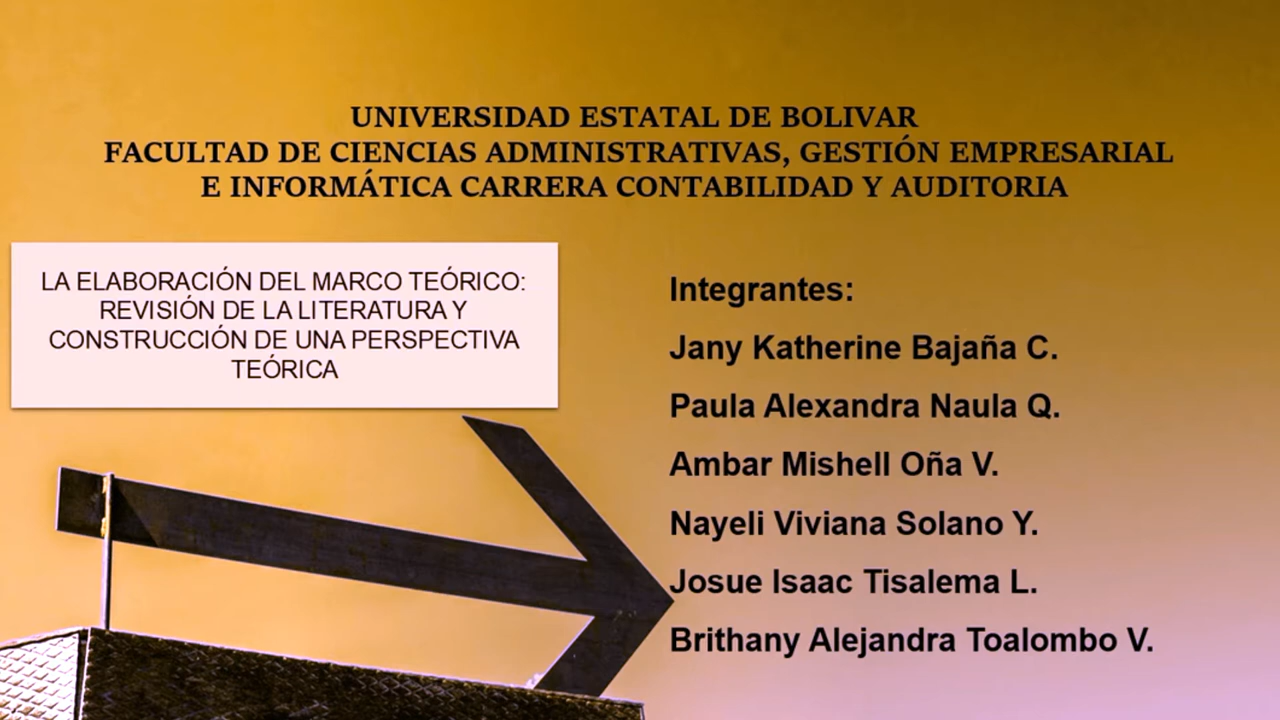 UNIVERSIDAD ESTATAL DE BOLIVAR
FACULTAD DE CIENCIAS ADMINISTRATIVAS, GESTIÓN EMPRESARIAL
E INFORMÁTICA CARRERA CONTABILIDAD Y AUDITORIA
LA ELABORACIÓN DEL MARCO TEÓRICO:
REVISIÓN DE LA LITERATURA Y
CONSTRUCCIÓN DE UNA PERSPECTIVA
TEÓRICA
Integrantes:
Jany Katherine Bajaña C.
Paula Alexandra Naula Q.
Ambar Mishell Oña V.
Nayeli Viviana Solano Y.
Josue Isaac Tisalema L.
Brithany Alejandra Toalombo V.